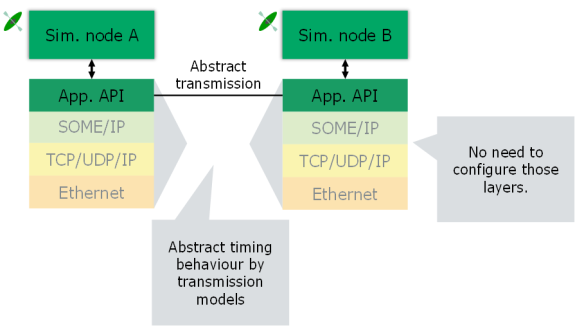 Sim. node A
Sim. node B
Abstract
transmission
App. API
App. API
SOME/IP
SOME/IP
TCP/UDP/IP
TCP/UDP/IP
Ethernet
Ethernet
No need to
configure those
layers.
Abstract timing
behaviour by
transmission
models